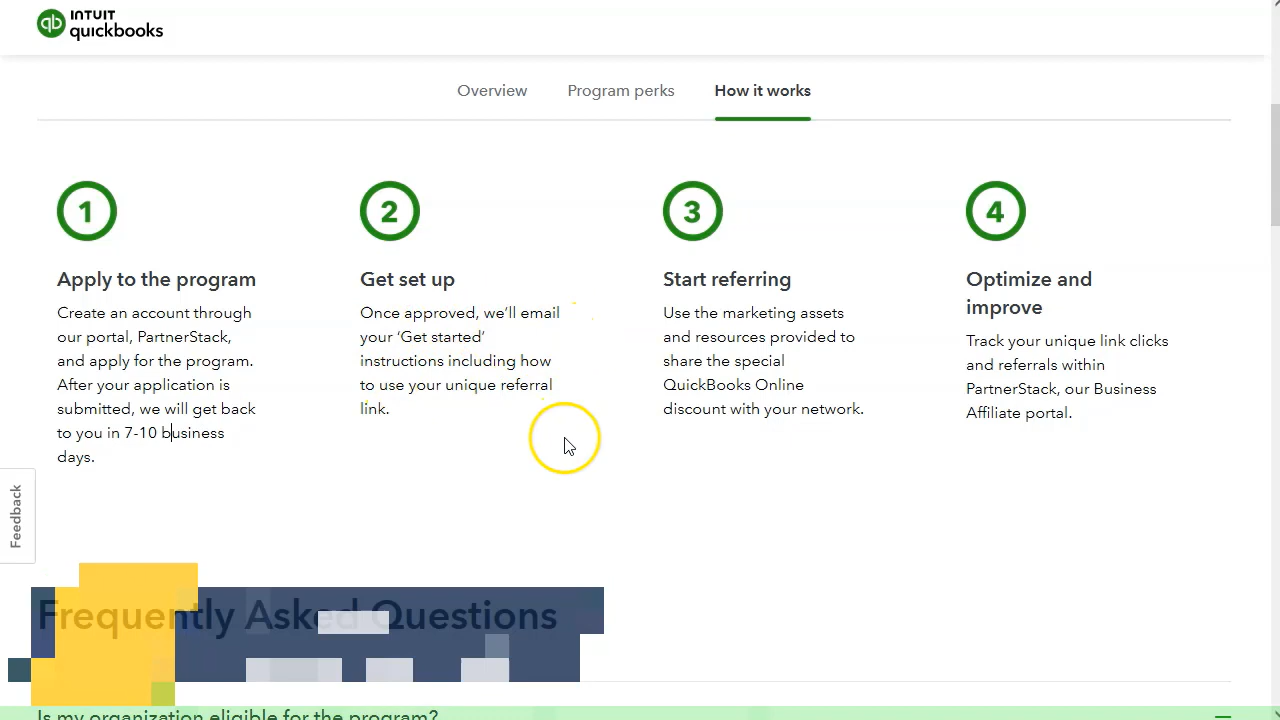 INTUIT
quickbooks
Overview
Program perks
How it works
1
Apply to the program
Create an account through
our portal, PartnerStack,
and apply for the program.
After your application is
submitted, we will get back
to you in 7-10 business
days.
2
Get set up
Once approved, we'll email
your ‘Get started’
instructions including how
to use your unique referral
link.
3
Start referring
Use the marketing assets
and resources provided to
share the special
QuickBooks Online
discount with your network.
4
Optimize and
improve
Track your unique link clicks
and referrals within
PartnerStack, our Business
Affiliate portal.
Feedback
Frequently Asked Questions
Is my organization eligible for the program?